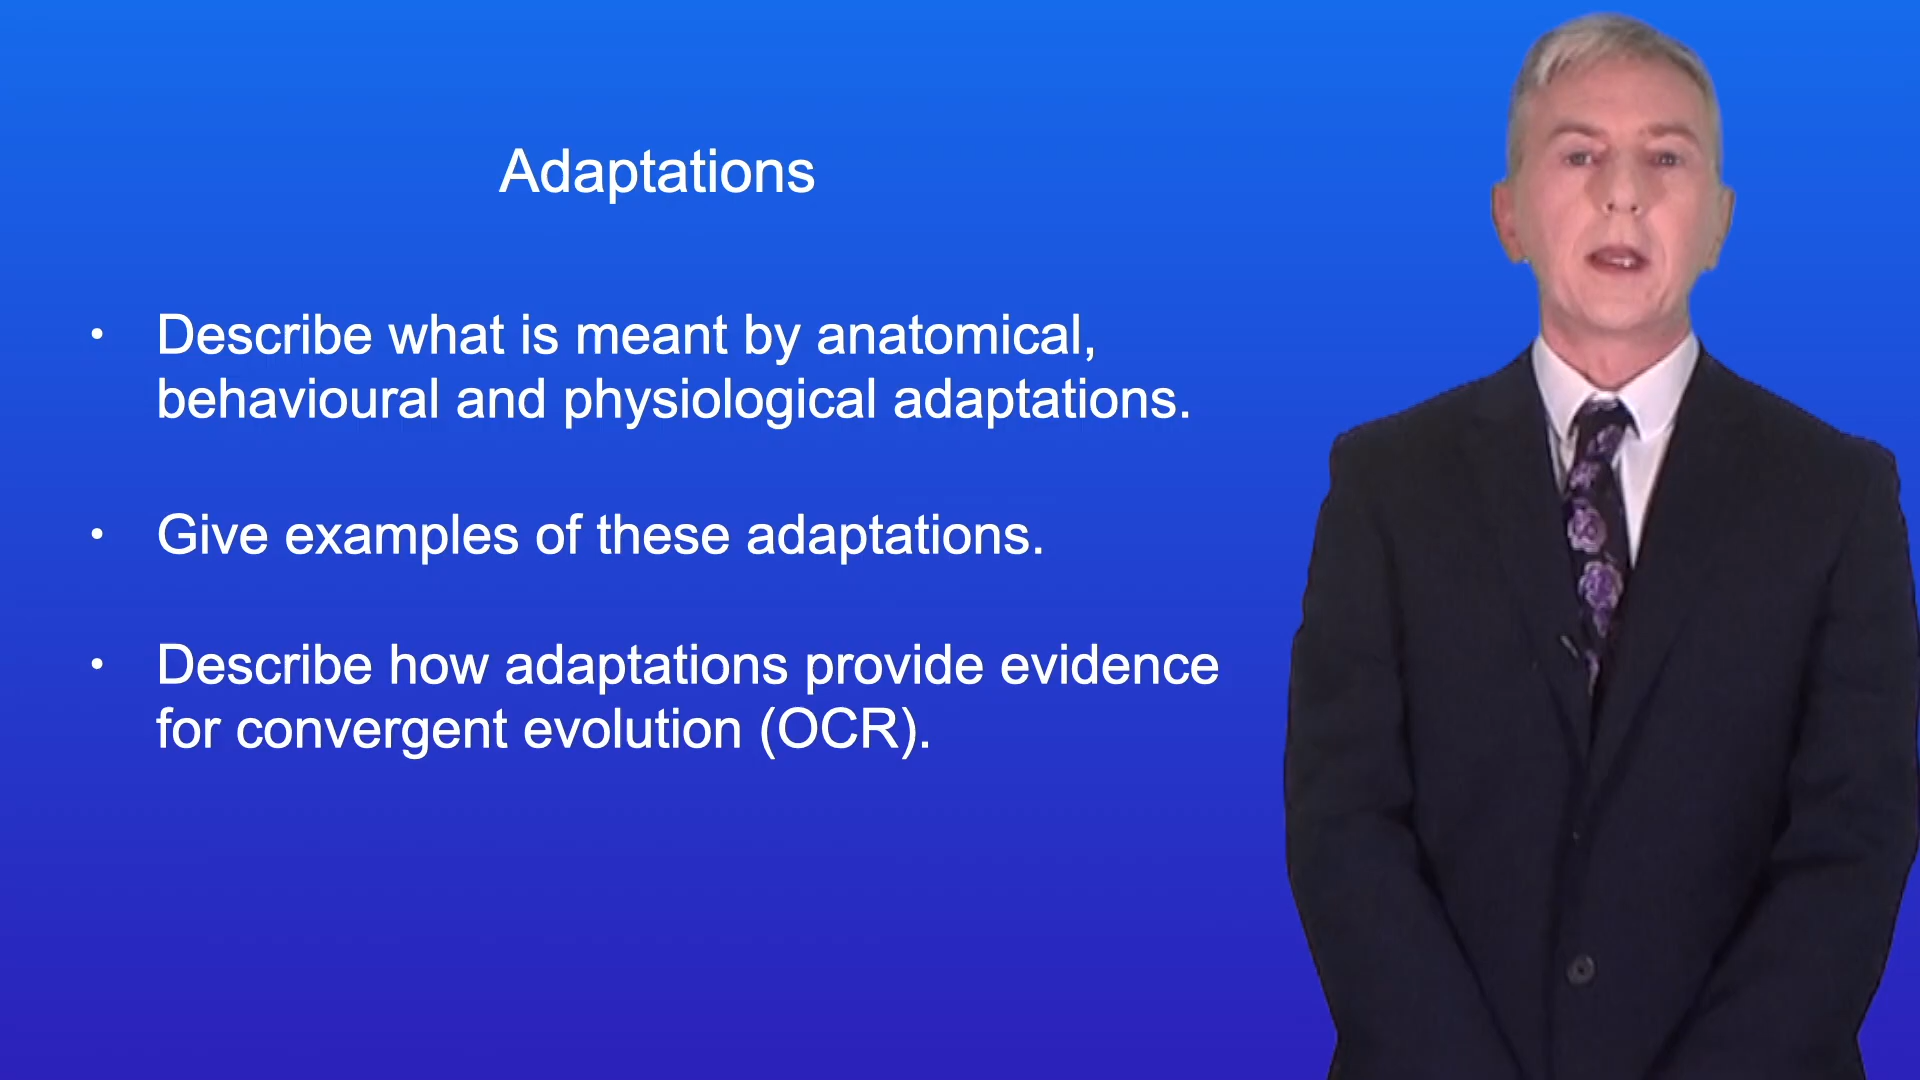 Adaptations
• Describe what is meant by anatomical,
behavioural and physiological adaptations.
• Give examples of these adaptations.
• Describe how adaptations provide evidence
for convergent evolution (OCR).